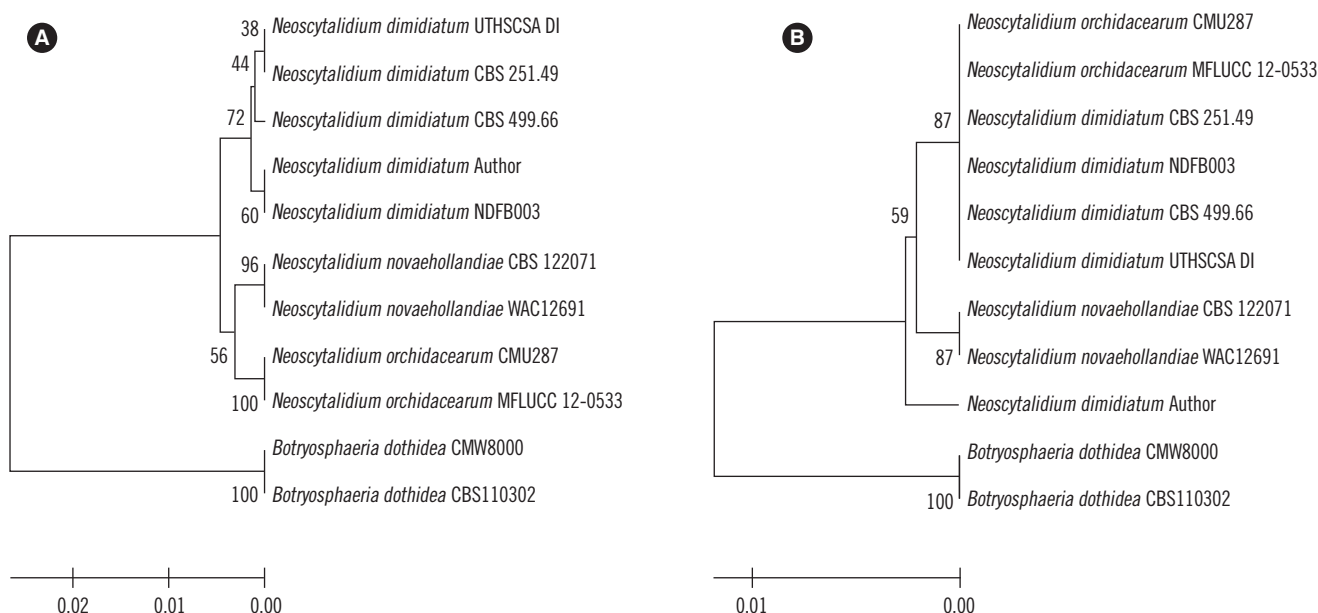 A
38
Neoscytalidium dimidiatum UTHSCSA DI
44
Neoscytalidium dimidiatum CBS 251.49
72
Neoscytalidium dimidiatum CBS 499.66
Neoscytalidium dimidiatum Author
60
Neoscytalidium dimidiatum NDFB003
96
Neoscytalidium novaehollandiae CBS 122071
Neoscytalidium novaehollandiae WAC12691
56
Neoscytalidium orchidacearum CMU287
100
Neoscytalidium orchidacearum MFLUCC 12-0533
Botryosphaeria dothidea CMW8000
100
Botryosphaeria dothidea CBS110302
0.02 0.01 0.00
B
Neoscytalidium orchidacearum CMU287
Neoscytalidium orchidacearum MFLUCC 12-0533
87
Neoscytalidium dimidiatum CBS 251.49
Neoscytalidium dimidiatum NDFB003
59
Neoscytalidium dimidiatum CBS 499.66
Neoscytalidium dimidiatum UTHSCSA DI
Neoscytalidium novaehollandiae CBS 122071
87
Neoscytalidium novaehollandiae WAC12691
Neoscytalidium dimidiatum Author
Botryosphaeria dothidea CMW8000
100
Botryosphaeria dothidea CBS110302
0.01 0.00